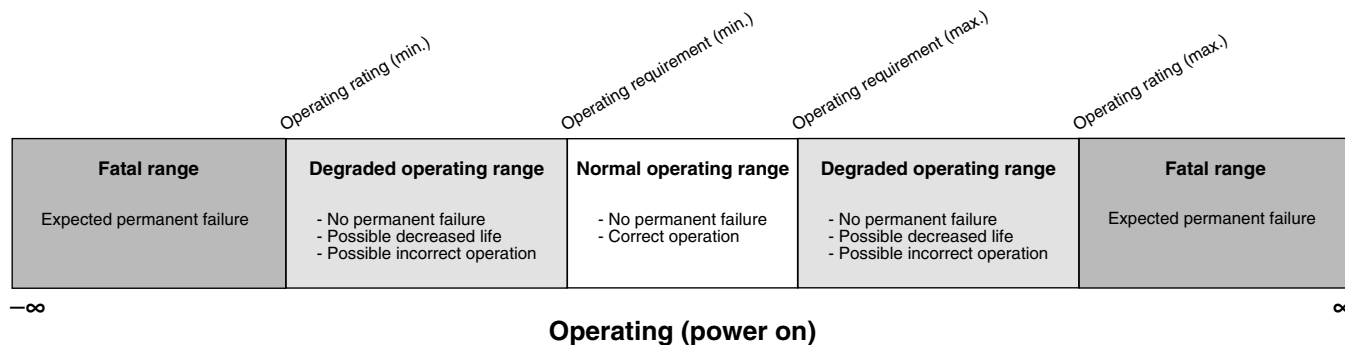 Operating rating (min.)
Operating requirement (min.)
Operating requirement (max.)
Operating rating (max.)
Fatal range
Expected permanent failure
Degraded operating range
- No permanent failure
- Possible decreased life
- Possible incorrect operation
Normal operating range
- No permanent failure
- Correct operation
Degraded operating range
- No permanent failure
- Possible decreased life
- Possible incorrect operation
Fatal range
Expected permanent failure
–∞
∞
Operating (power on)